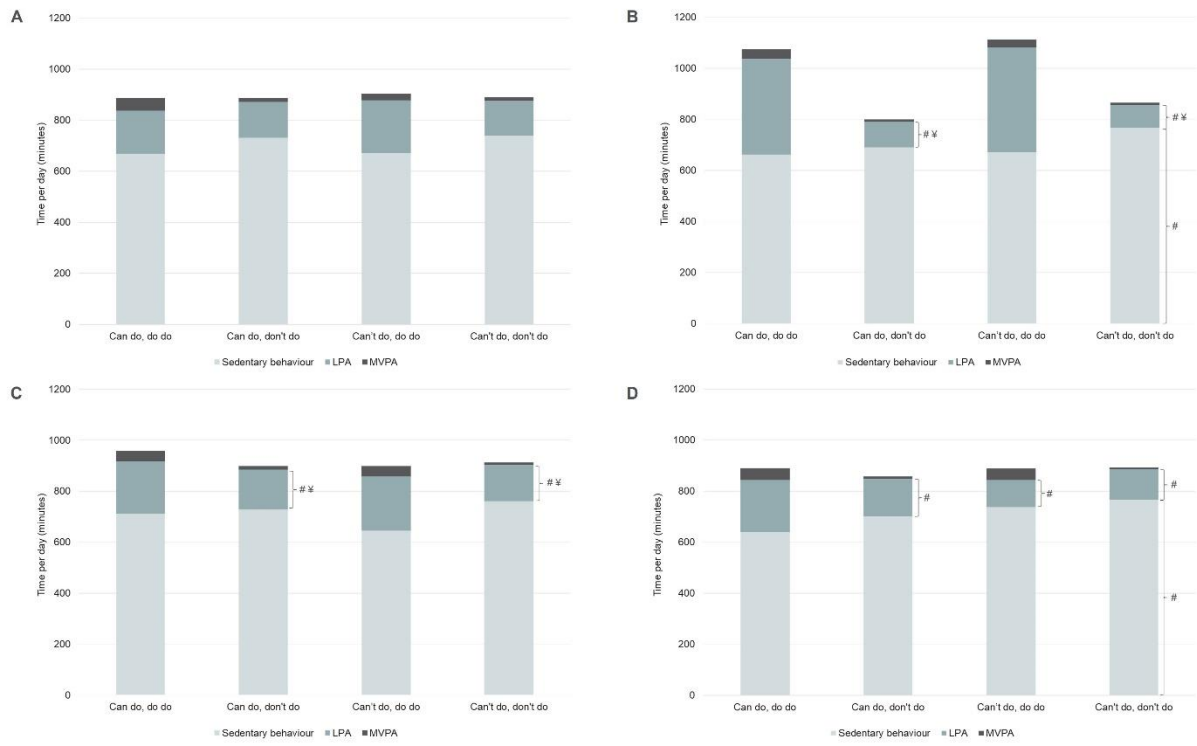 A
1200
1000
800
600
400
200
0
Time per day (minutes)
Can do, do do Can do, don't do Can't do, do do Can't do, don't do
Sedentary behaviour LPA MVPA
B
1200
1000
800
600
400
200
0
Time per day (minutes)
# ¥
# ¥
#
Can do, do do Can do, don't do Can't do, do do Can't do, don't do
Sedentary behaviour LPA MVPA
C
1200
1000
800
600
400
200
0
Time per day (minutes)
# ¥
# ¥
Can do, do do Can do, don't do Can't do, do do Can't do, don't do
Sedentary behaviour LPA MVPA
D
1200
1000
800
600
400
200
0
Time per day (minutes)
#
#
#
#
Can do, do do Can do, don't do Can't do, do do Can't do, don't do
Sedentary behaviour LPA MVPA